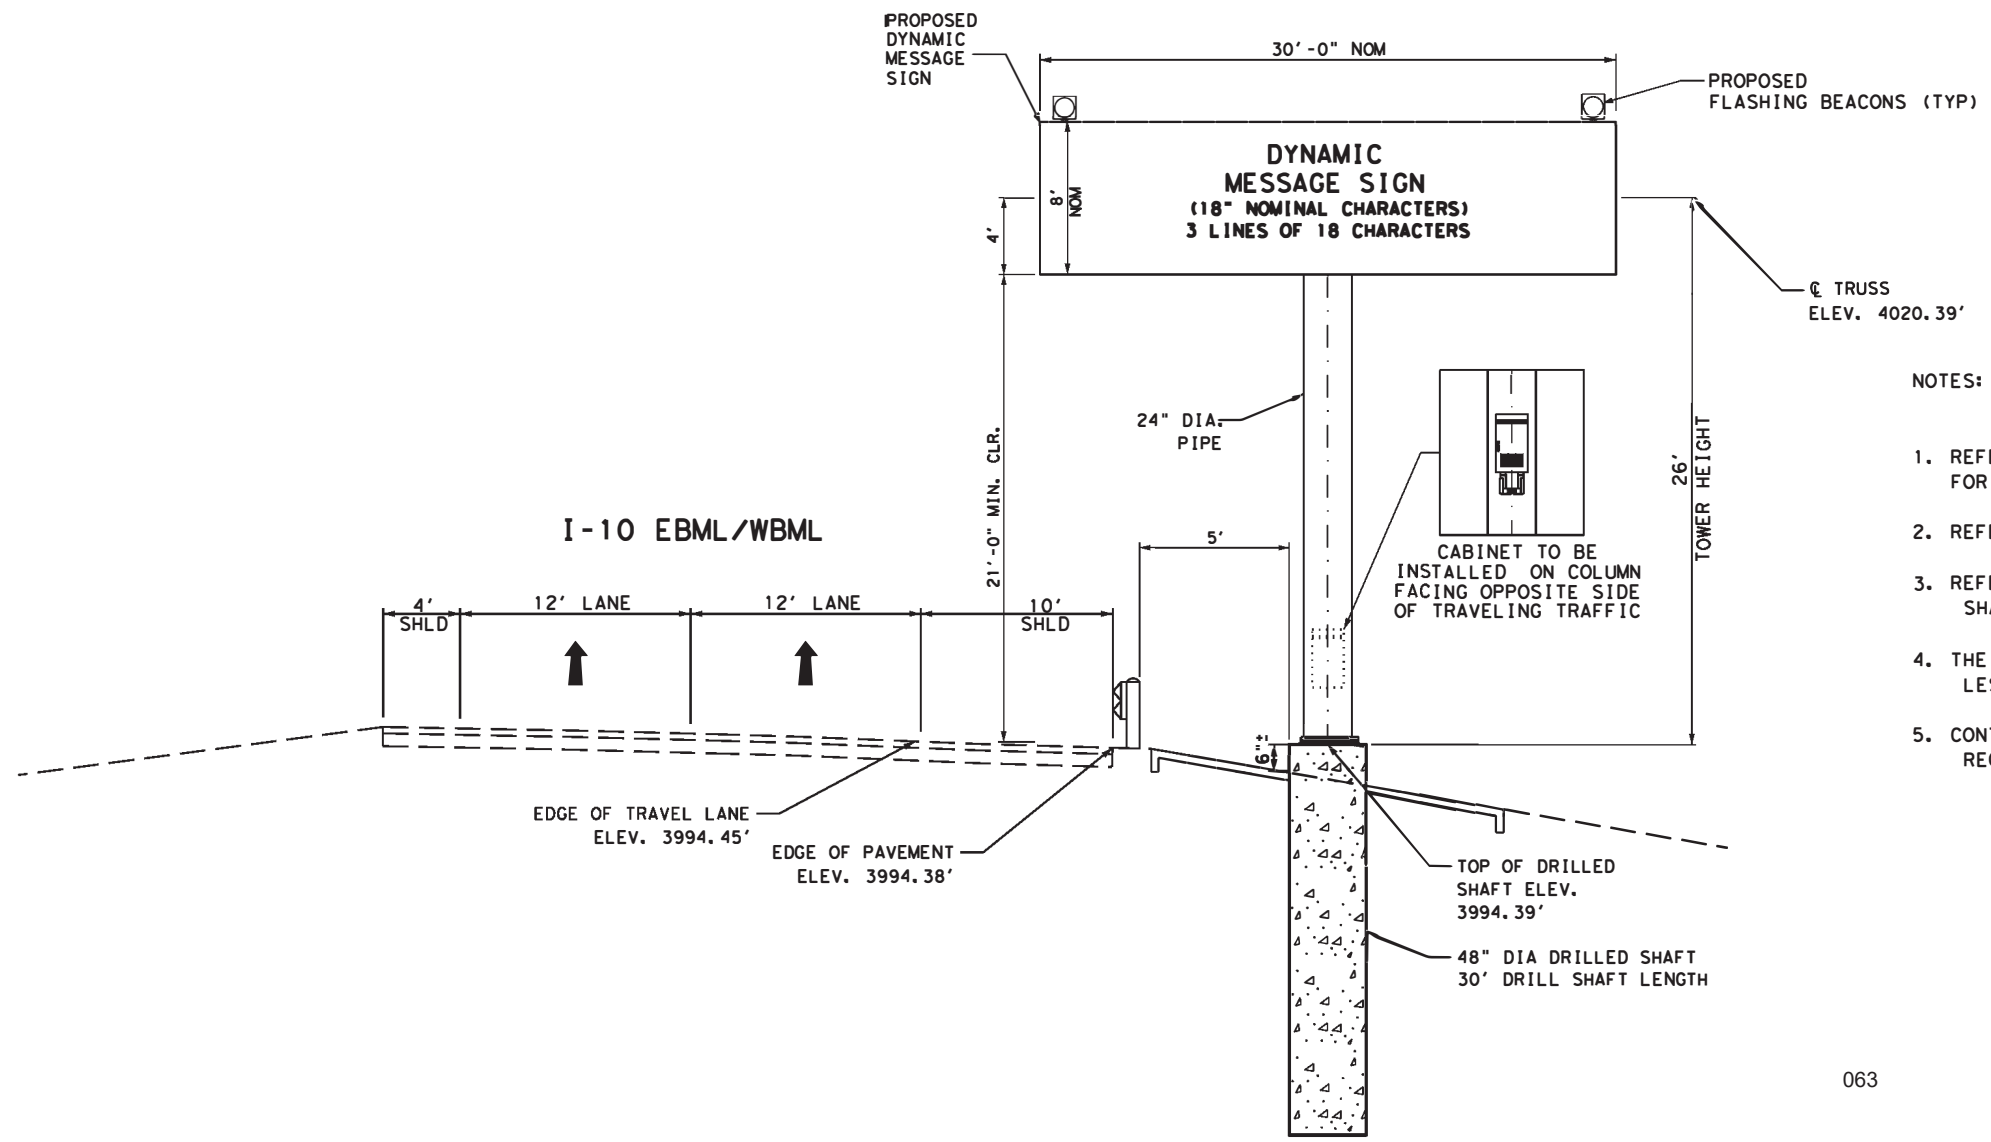 PROPOSED
DYNAMIC
MESSAGE
SIGN
30'-0" NOM
PROPOSED
FLASHING BEACONS (TYP)
DYNAMIC
MESSAGE SIGN
(18" NOMINAL CHARACTERS)
3 LINES OF 18 CHARACTERS
8'
NOM
4'
℄ TRUSS
ELEV. 4020.39'
21'-0" MIN. CLR.
24" DIA.
PIPE
26'
TOWER HEIGHT
NOTES:
1. REF
FOR
2. REF
3. REF
SHA
4. THE
LES
5. CON
REC
I-10 EBML/WBML
5'
CABINET TO BE
INSTALLED ON COLUMN
FACING OPPOSITE SIDE
OF TRAVELING TRAFFIC
4'
SHLD
12' LANE
12' LANE
10'
SHLD
6"±
EDGE OF TRAVEL LANE
ELEV. 3994.45'
EDGE OF PAVEMENT
ELEV. 3994.38'
TOP OF DRILLED
SHAFT ELEV.
3994.39'
48" DIA DRILLED SHAFT
30' DRILL SHAFT LENGTH
063